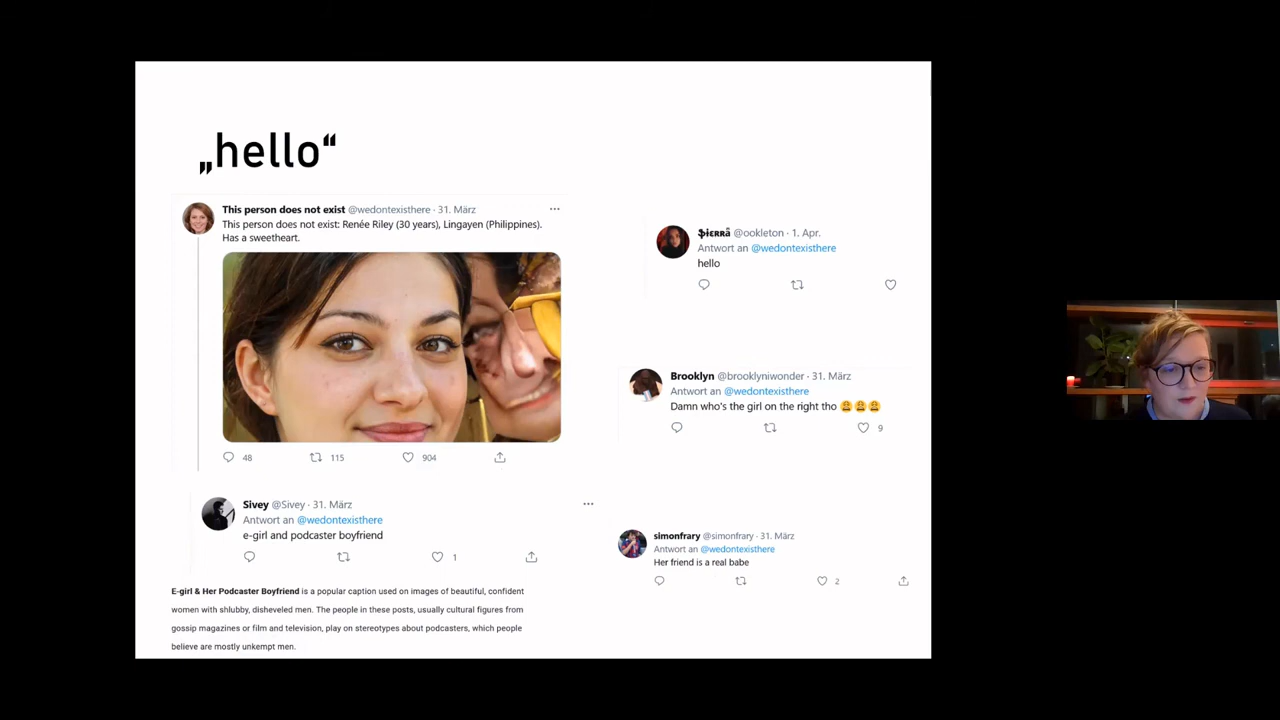 „hello“
This person does not exist @wedontexisthere · 31. März
This person does not exist: Renée Riley (30 years), Lingayen (Philippines).
Has a sweetheart.
48 115 904
Sivey @Sivey · 31. März
Antwort an @wedontexisthere
e-girl and podcaster boyfriend
1
E-girl & Her Podcaster Boyfriend is a popular caption used on images of beautiful, confident
women with shlubby, disheveled men. The people in these posts, usually cultural figures from
gossip magazines or film and television, play on stereotypes about podcasters, which people
believe are mostly unkempt men.
@ookleton · 1. Apr.
Antwort an @wedontexisthere
hello
Brooklyn @brooklyniwonder · 31. März
Antwort an @wedontexisthere
Damn who's the girl on the right tho 😩😩😩
9
simonfrary @simonfrary · 31. März
Antwort an @wedontexisthere
Her friend is a real babe
2